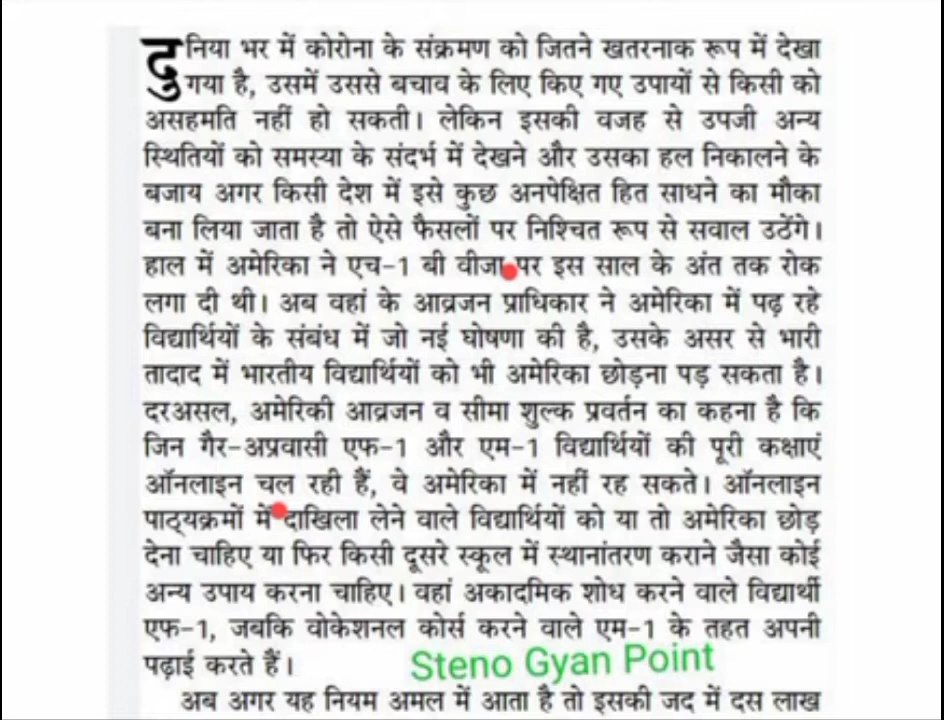 दुनिया भर में कोरोना के संक्रमण को जितने खतरनाक रूप में देखा
गया है, उसमें उससे बचाव के लिए किए गए उपायों से किसी को
असहमति नहीं हो सकती। लेकिन इसकी वजह से उपजी अन्य
स्थितियों को समस्या के संदर्भ में देखने और उसका हल निकालने के
बजाय अगर किसी देश में इसे कुछ अनपेक्षित हित साधने का मौका
बना लिया जाता है तो ऐसे फैसलों पर निश्चित रूप से सवाल उठेंगे।
हाल में अमेरिका ने एच-1 बी वीजा पर इस साल के अंत तक रोक
लगा दी थी। अब वहां के आव्रजन प्राधिकार ने अमेरिका में पढ़ रहे
विद्यार्थियों के संबंध में जो नई घोषणा की है, उसके असर से भारी
तादाद में भारतीय विद्यार्थियों को भी अमेरिका छोड़ना पड़ सकता है।
दरअसल, अमेरिकी आव्रजन व सीमा शुल्क प्रवर्तन का कहना है कि
जिन गैर-अप्रवासी एफ-1 और एम-1 विद्यार्थियों की पूरी कक्षाएं
ऑनलाइन चल रही हैं, वे अमेरिका में नहीं रह सकते। ऑनलाइन
पाठ्यक्रमों में दाखिला लेने वाले विद्यार्थियों को या तो अमेरिका छोड़
देना चाहिए या फिर किसी दूसरे स्कूल में स्थानांतरण कराने जैसा कोई
अन्य उपाय करना चाहिए। वहां अकादमिक शोध करने वाले विद्यार्थी
एफ-1, जबकि वोकेशनल कोर्स करने वाले एम-1 के तहत अपनी
पढ़ाई करते हैं।
Steno Gyan Point
अब अगर यह नियम अमल में आता है तो इसकी जद में दस लाख